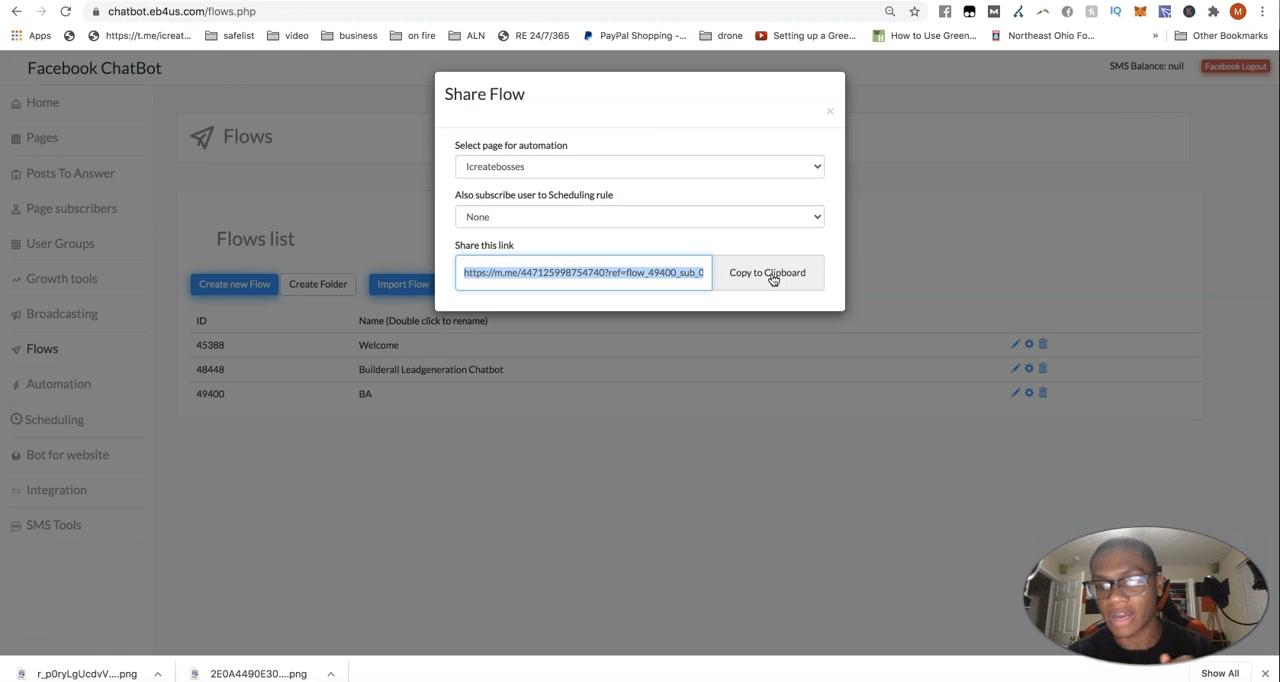 chatbot.eb4us.com/flows.php
Apps
https://t.me/icreat...
safelist
video
business
on fire
ALN
RE 24/7/365
PayPal Shopping -...
drone
Setting up a Gree...
How to Use Green...
Northeast Ohio Fo...
»
Other Bookmarks
Facebook ChatBot
SMS Balance: null
Facebook Logout
Home
Pages
Posts To Answer
Page subscribers
User Groups
Growth tools
Broadcasting
Flows
Automation
Scheduling
Bot for website
Integration
SMS Tools
Flows
Flows list
Create new Flow
Create Folder
Import Flow
ID Name (Double click to rename)
45388 Welcome
48448 Builderall Leadgeneration Chatbot
49400 BA
Share Flow
×
Select page for automation
Icreatebosses
Also subscribe user to Scheduling rule
None
Share this link
https://m.me/447125998754740?ref=flow_49400_sub_0
Copy to Clipboard
r_p0ryLgUcdvV....png
2E0A4490E30....png
Show All